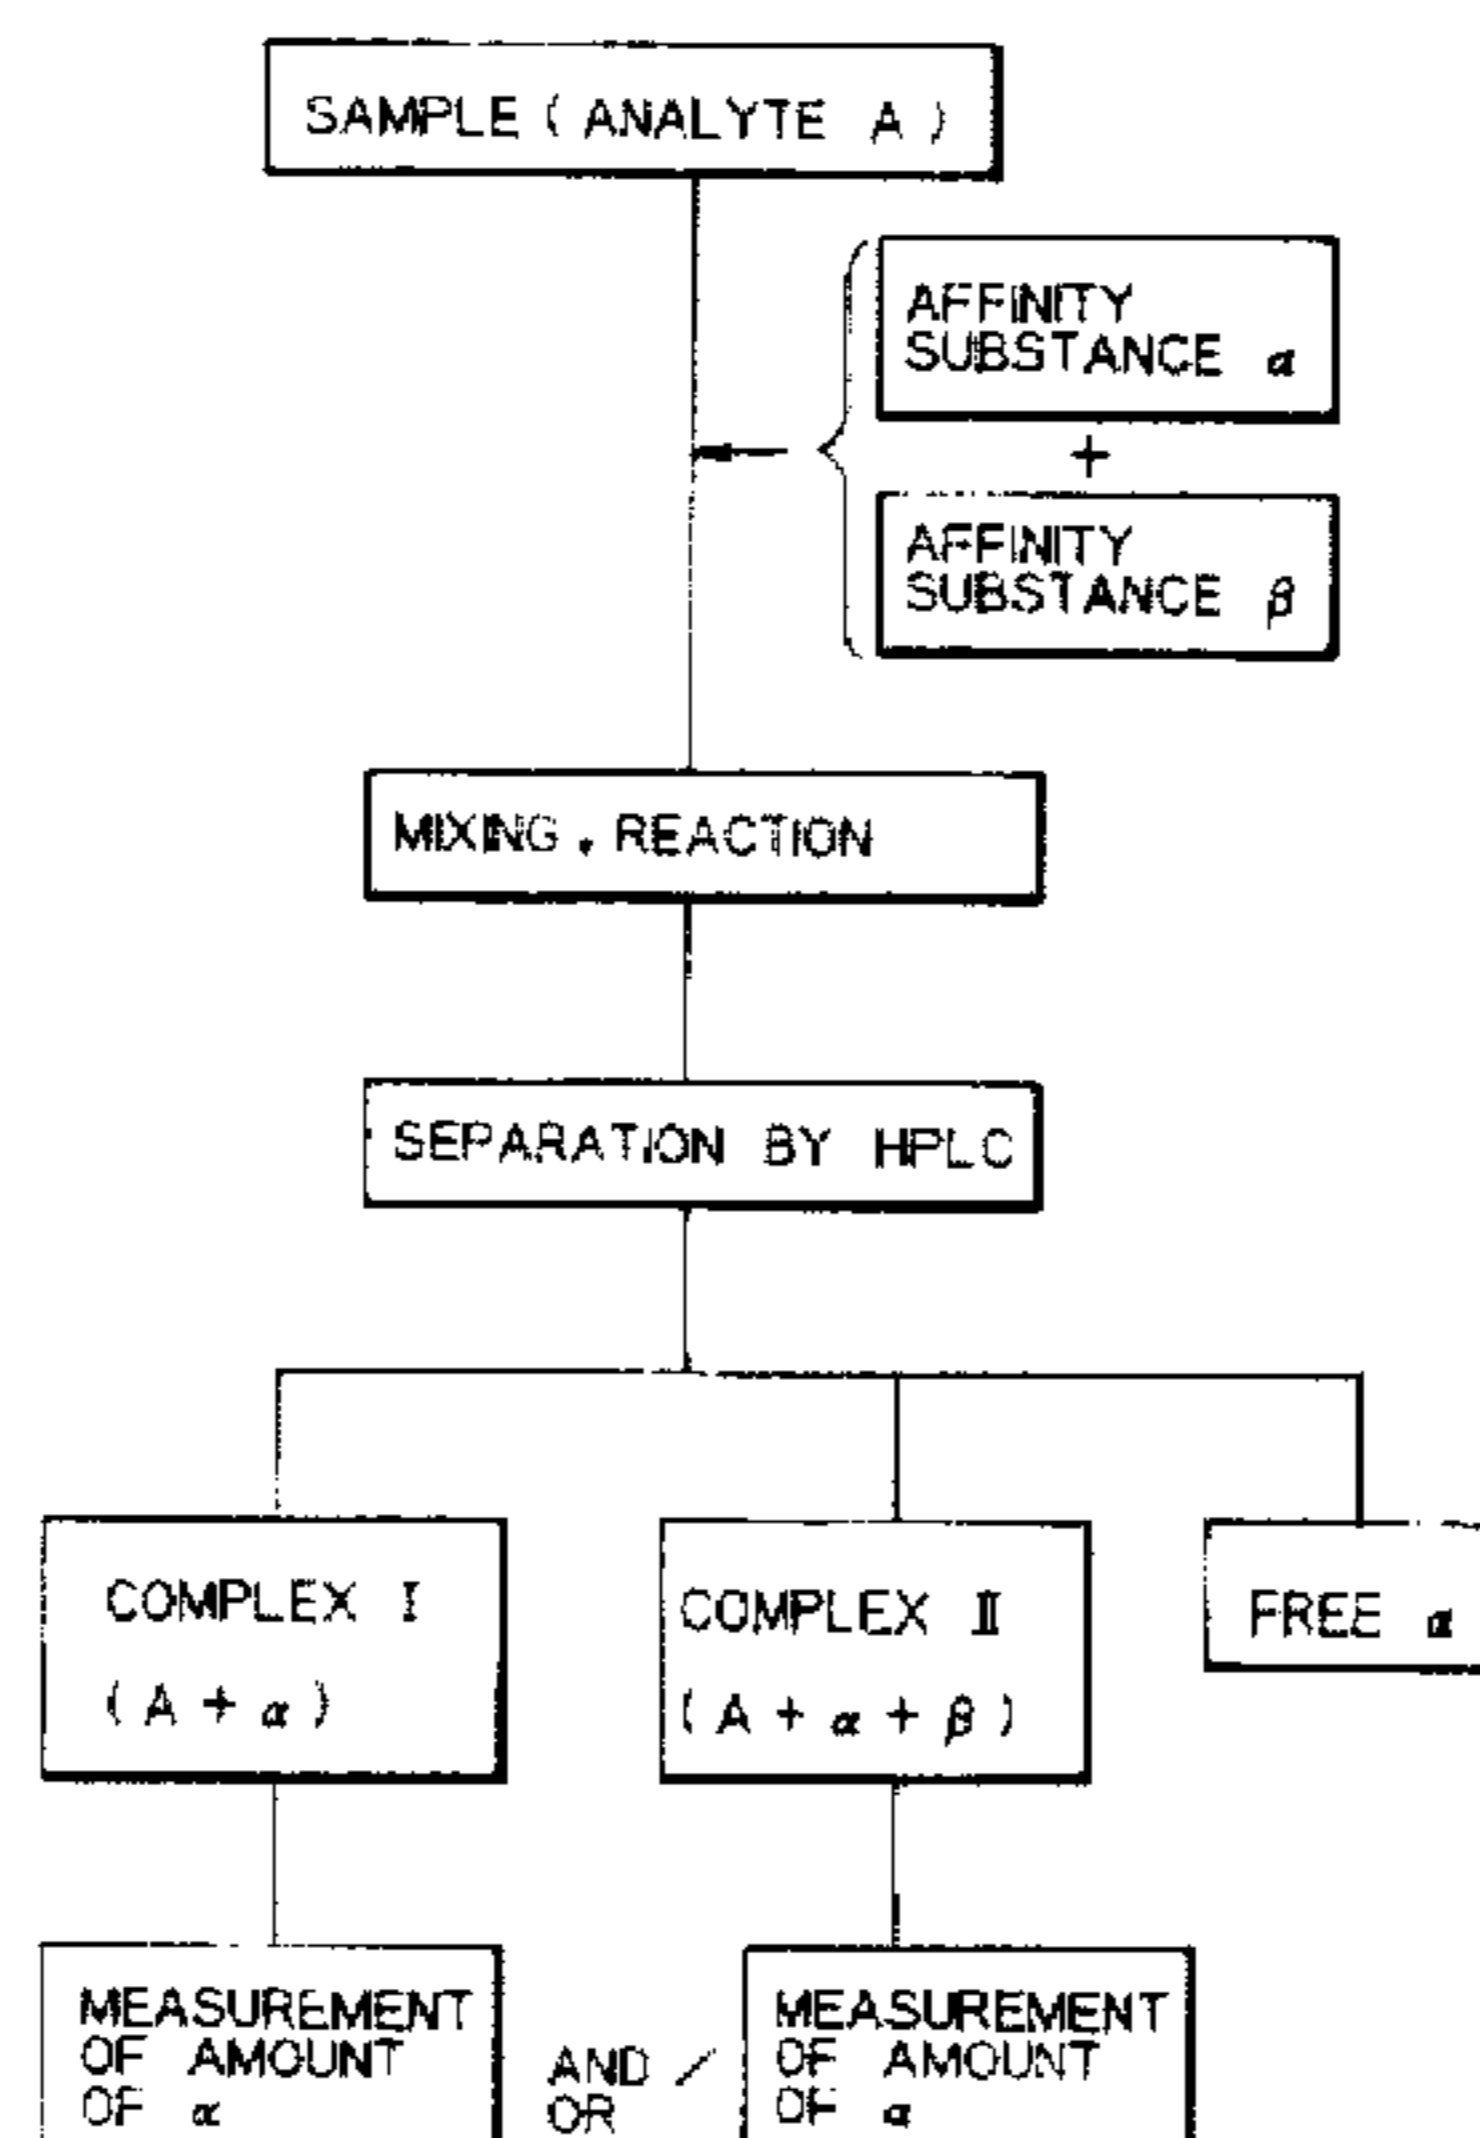 SAMPLE ( ANALYTE A )
AFFINITY
SUBSTANCE α
+
AFFINITY
SUBSTANCE β
MIXING, REACTION
SEPARATION BY HPLC
COMPLEX I
( A + α )
COMPLEX II
( A + α + β )
FREE α
MEASUREMENT
OF AMOUNT
OF α
AND /
OR
MEASUREMENT
OF AMOUNT
OF α